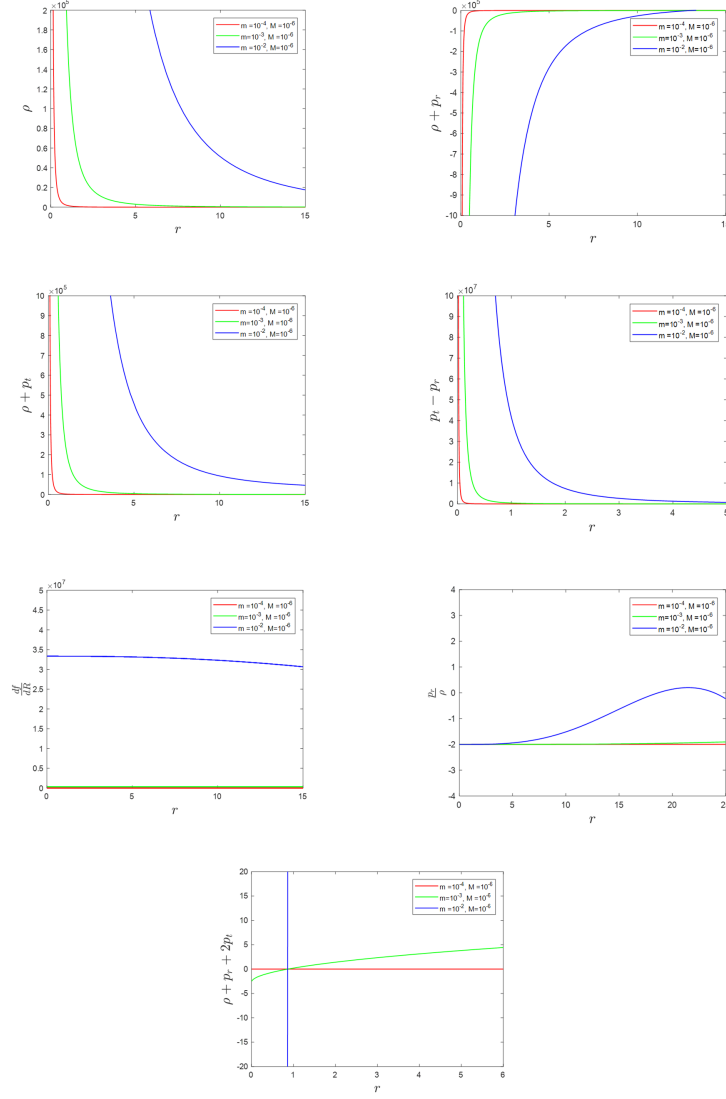 ×10⁵
2
1.8
1.6
1.4
1.2
1
0.8
0.6
0.4
0.2
0
ρ
m =10⁻⁴, M =10⁻⁶
m=10⁻³, M =10⁻⁶
m =10⁻², M=10⁻⁶
0 5 10 15
r
×10⁵
0
-1
-2
-3
-4
-5
-6
-7
-8
-9
-10
ρ + pᵣ
m =10⁻⁴, M =10⁻⁶
m=10⁻³, M =10⁻⁶
m =10⁻², M=10⁻⁶
0 5 10 15
r
×10⁵
10
9
8
7
6
5
4
3
2
1
0
ρ + pₜ
m =10⁻⁴, M =10⁻⁶
m=10⁻³, M =10⁻⁶
m =10⁻², M=10⁻⁶
0 5 10 15
r
×10⁷
10
9
8
7
6
5
4
3
2
1
0
pₜ − pᵣ
m =10⁻⁴, M =10⁻⁶
m=10⁻³, M =10⁻⁶
m =10⁻², M=10⁻⁶
0 1 2 3 4 5
r
×10⁷
5
4.5
4
3.5
3
2.5
2
1.5
1
0.5
0
df/dR
m =10⁻⁴, M =10⁻⁶
m=10⁻³, M =10⁻⁶
m =10⁻², M=10⁻⁶
0 5 10 15
r
4
3
2
1
0
-1
-2
-3
-4
pᵣ/ρ
m =10⁻⁴, M =10⁻⁶
m=10⁻³, M =10⁻⁶
m =10⁻², M=10⁻⁶
0 5 10 15 20 25
r
20
15
10
5
0
-5
-10
-15
-20
ρ + pᵣ + 2pₜ
m =10⁻⁴, M =10⁻⁶
m=10⁻³, M =10⁻⁶
m =10⁻², M=10⁻⁶
0 1 2 3 4 5 6
r